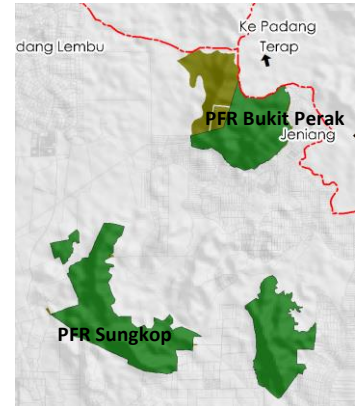 Ke Padang
Terap
dang Lembu
PFR Bukit Perak
Jeniang
PFR Sungkop